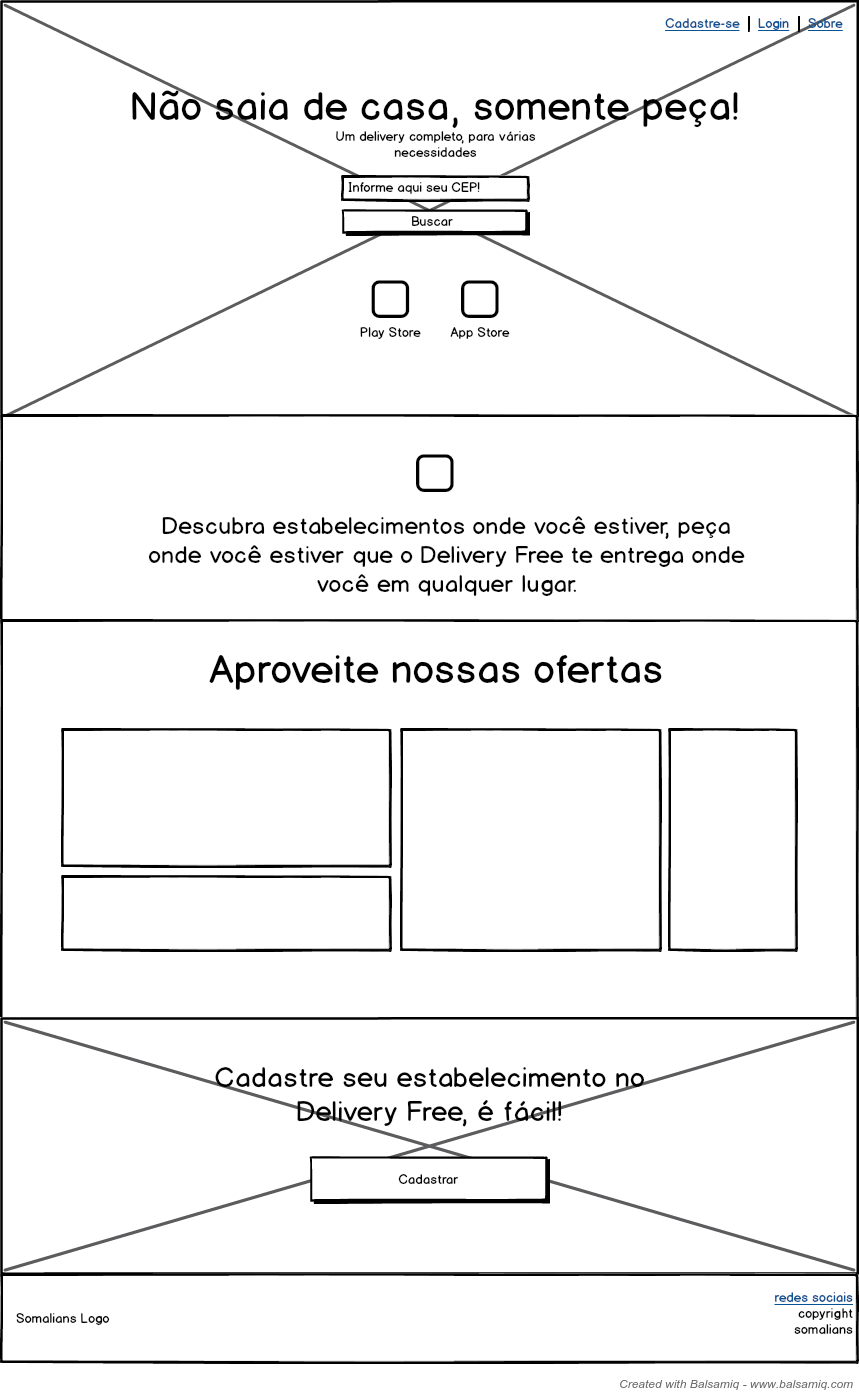 Cadastre-se | Login | Sobre
Não saia de casa, somente peça!
Um delivery completo, para várias
necessidades
Informe aqui seu CEP!
Buscar
Play Store App Store
Descubra estabelecimentos onde você estiver, peça
onde você estiver que o Delivery Free te entrega onde
você em qualquer lugar.
Aproveite nossas ofertas
Cadastre seu estabelecimento no
Delivery Free, é fácil!
Cadastrar
Somalians Logo
redes sociais
copyright
somalians
Created with Balsamiq - www.balsamiq.com